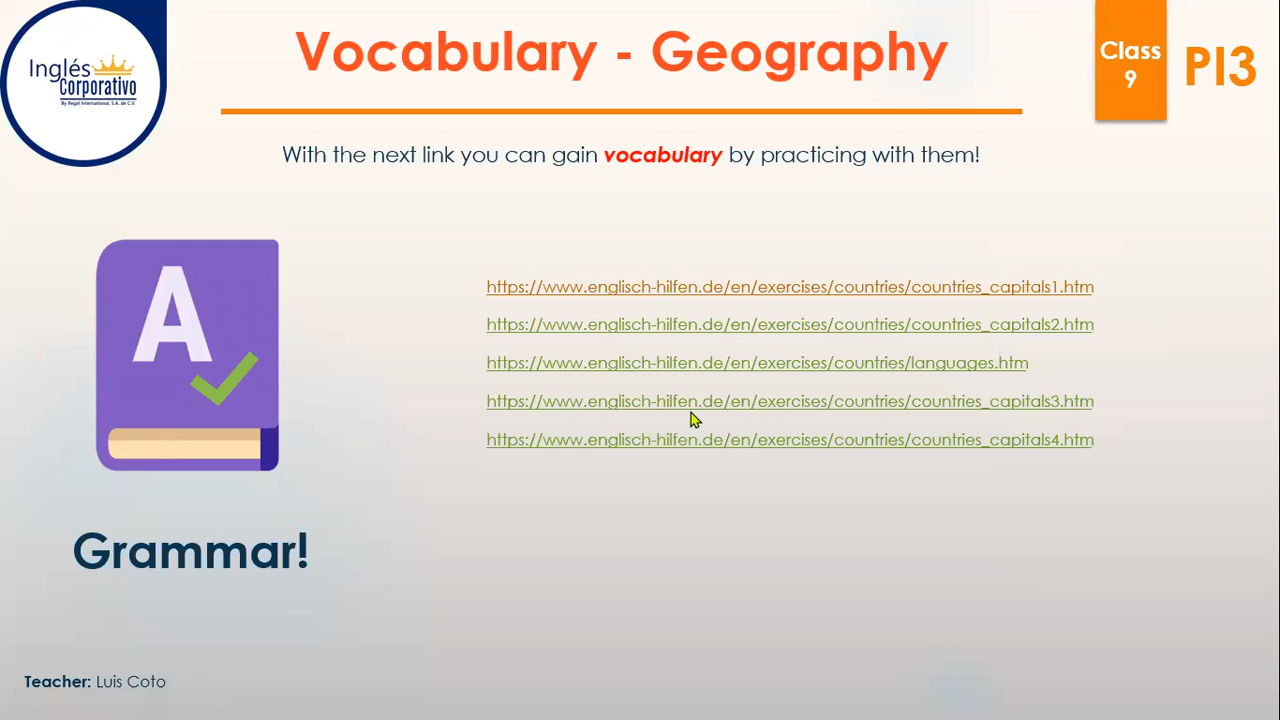 Inglés
Corporativo
By Regal International, S.A. de C.V.
Vocabulary - Geography
Class
9
PI3
With the next link you can gain vocabulary by practicing with them!
A
https://www.englisch-hilfen.de/en/exercises/countries/countries_capitals1.htm
https://www.englisch-hilfen.de/en/exercises/countries/countries_capitals2.htm
https://www.englisch-hilfen.de/en/exercises/countries/languages.htm
https://www.englisch-hilfen.de/en/exercises/countries/countries_capitals3.htm
https://www.englisch-hilfen.de/en/exercises/countries/countries_capitals4.htm
Grammar!
Teacher: Luis Coto